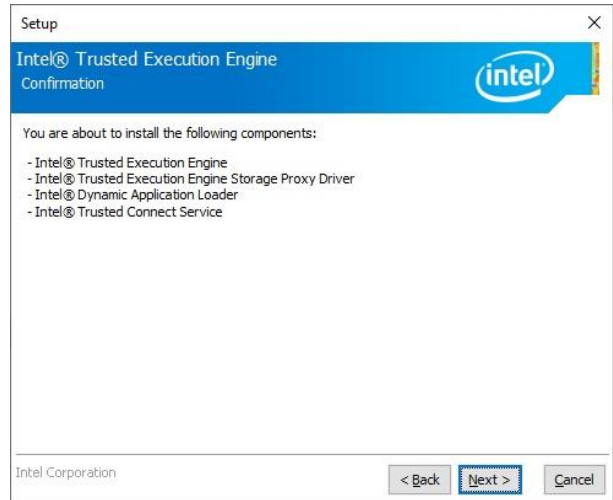 Setup
Intel® Trusted Execution Engine
Confirmation
intel
You are about to install the following components:
- Intel® Trusted Execution Engine
- Intel® Trusted Execution Engine Storage Proxy Driver
- Intel® Dynamic Application Loader
- Intel® Trusted Connect Service
Intel Corporation
< Back
Next >
Cancel